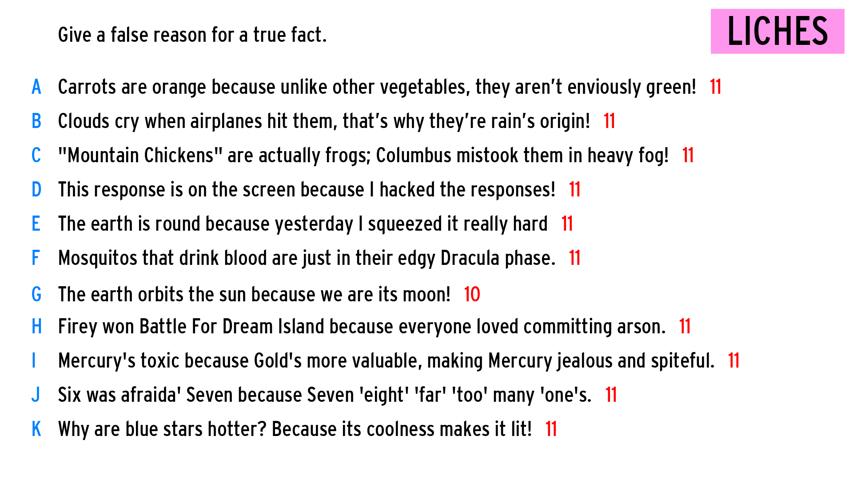 Give a false reason for a true fact.
LICHES
A Carrots are orange because unlike other vegetables, they aren't enviously green! 11
B Clouds cry when airplanes hit them, that's why they're rain's origin! 11
C "Mountain Chickens" are actually frogs; Columbus mistook them in heavy fog! 11
D This response is on the screen because I hacked the responses! 11
E The earth is round because yesterday I squeezed it really hard 11
F Mosquitos that drink blood are just in their edgy Dracula phase. 11
G The earth orbits the sun because we are its moon! 10
H Firey won Battle For Dream Island because everyone loved committing arson. 11
I Mercury's toxic because Gold's more valuable, making Mercury jealous and spiteful. 11
J Six was afraida' Seven because Seven 'eight' 'far' 'too' many 'one's. 11
K Why are blue stars hotter? Because its coolness makes it lit! 11